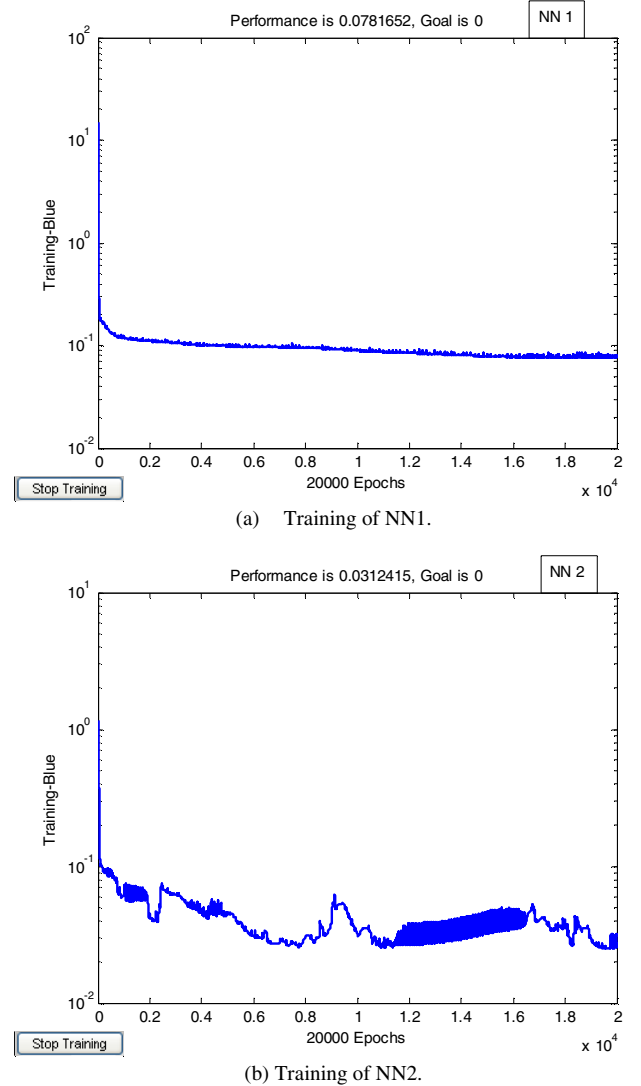 Performance is 0.0781652, Goal is 0
NN 1
10^2
10^1
10^0
10^-1
10^-2
Training-Blue
0 0.2 0.4 0.6 0.8 1 1.2 1.4 1.6 1.8 2
20000 Epochs
x 10^4
Stop Training
(a) Training of NN1.
Performance is 0.0312415, Goal is 0
NN 2
10^1
10^0
10^-1
10^-2
Training-Blue
0 0.2 0.4 0.6 0.8 1 1.2 1.4 1.6 1.8 2
20000 Epochs
x 10^4
Stop Training
(b) Training of NN2.